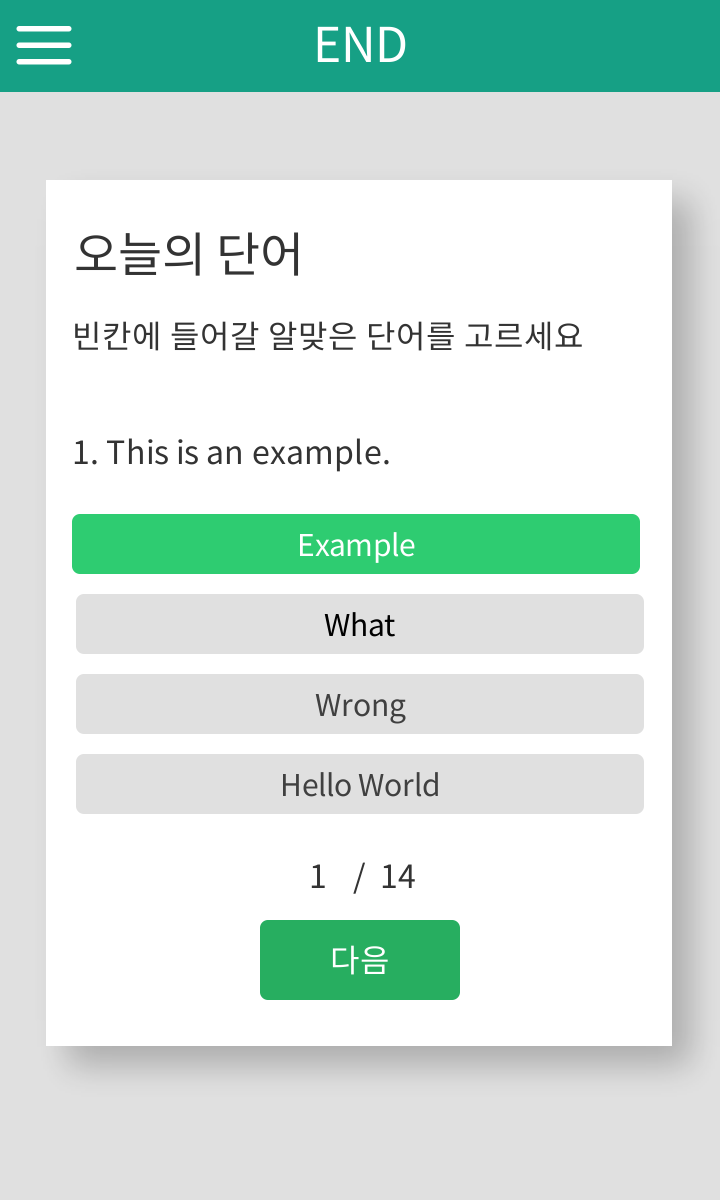 END
오늘의 단어
빈칸에 들어갈 알맞은 단어를 고르세요
1. This is an example.
Example
What
Wrong
Hello World
1 / 14
다음